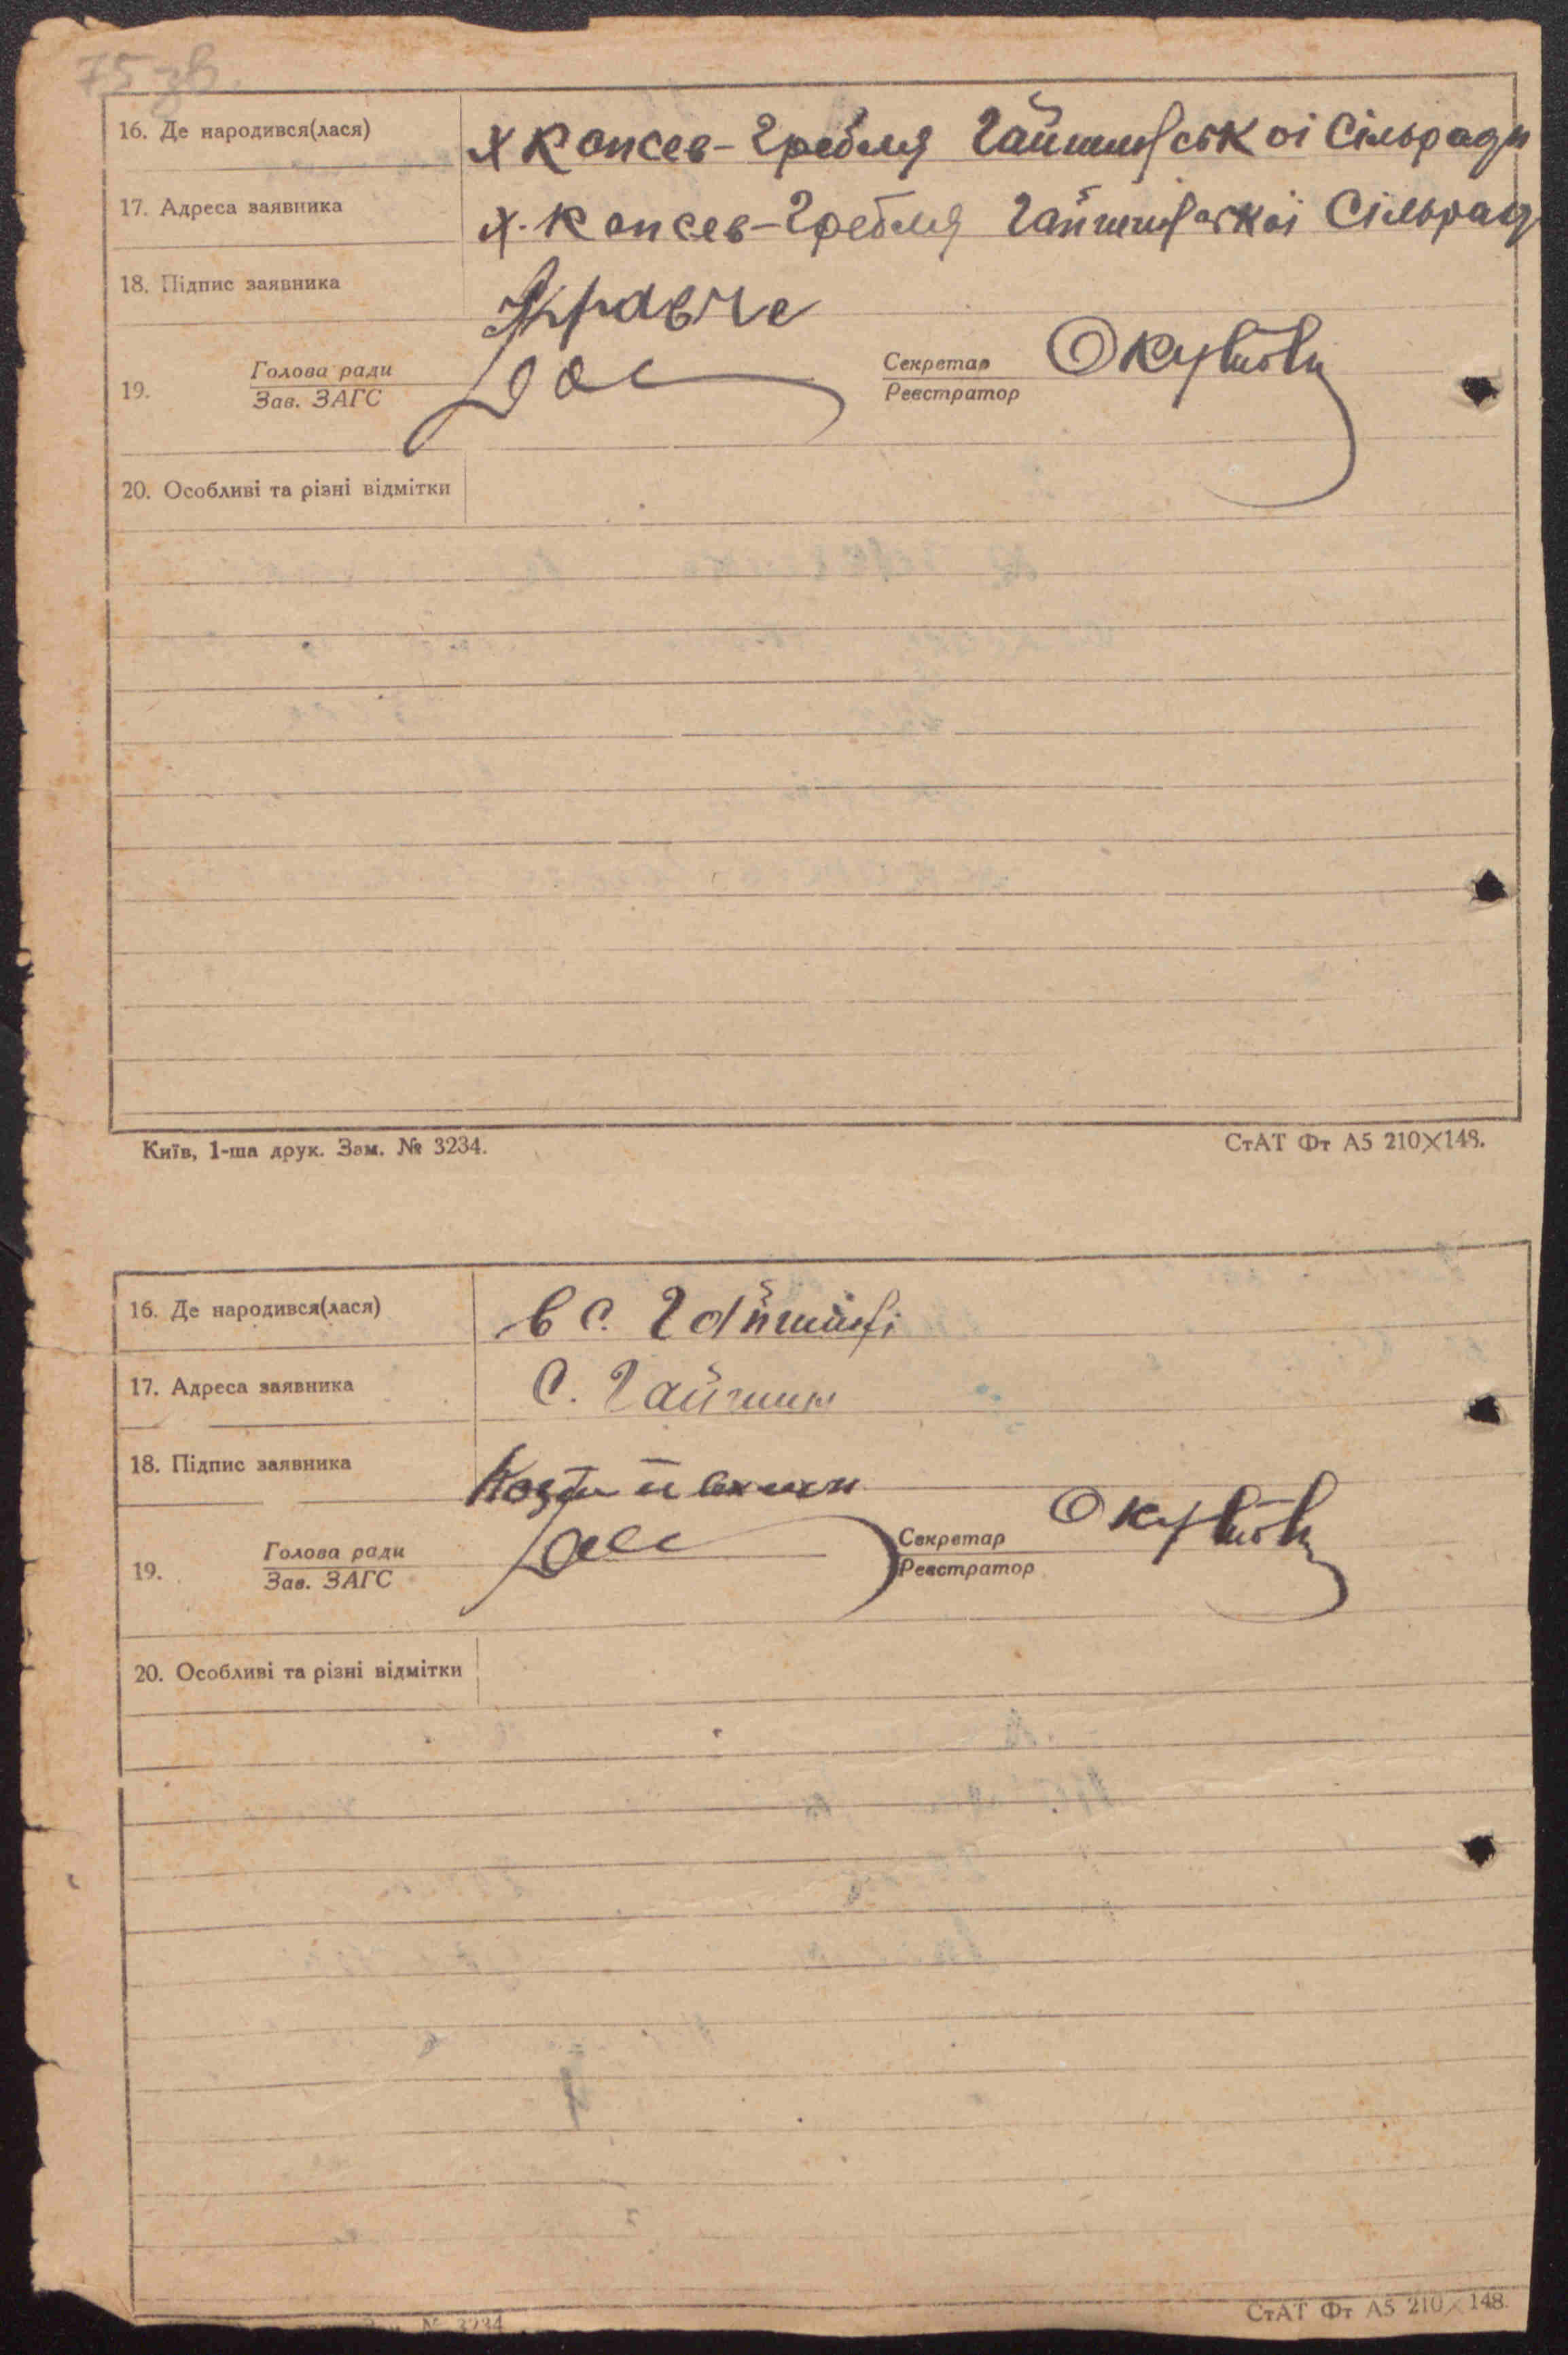 75 зв.
16. Де народився(лася) х Копсев-Гребля Гайшинської Сільради
17. Адреса заявника х. Копсев-Гребля Гайшинської Сільрад
18. Підпис заявника Кравче
19. Голова ради Секретар
Зав. ЗАГС Реєстратор
20. Особливі та різні відмітки
Київ, 1-ша друк. Зам. № 3234. СтАТ Фт А5 210×148.
16. Де народився(лася) в с. Гайшині
17. Адреса заявника С. Гайшин
18. Підпис заявника
19. Голова ради Секретар
Зав. ЗАГС Реєстратор
20. Особливі та різні відмітки
№ 3234 СтАТ Фт А5 210×148.